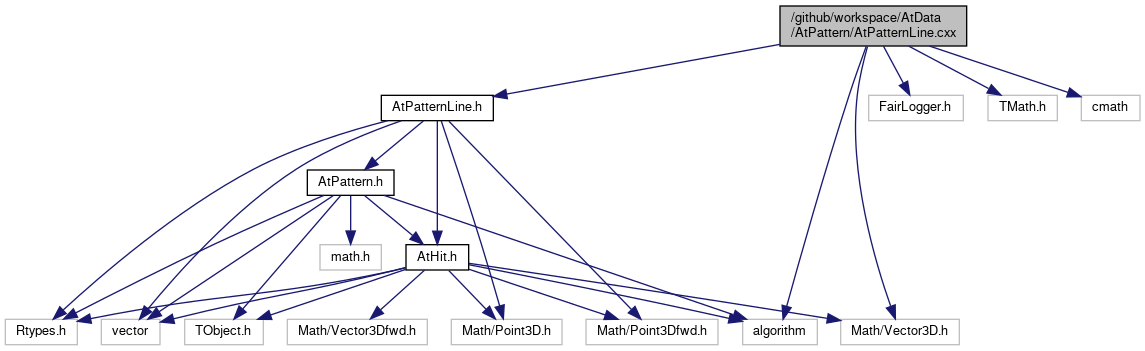 /github/workspace/AtData
/AtPattern/AtPatternLine.cxx
AtPatternLine.h
FairLogger.h
TMath.h
cmath
AtPattern.h
math.h
AtHit.h
Rtypes.h
vector
TObject.h
Math/Vector3Dfwd.h
Math/Point3D.h
Math/Point3Dfwd.h
algorithm
Math/Vector3D.h